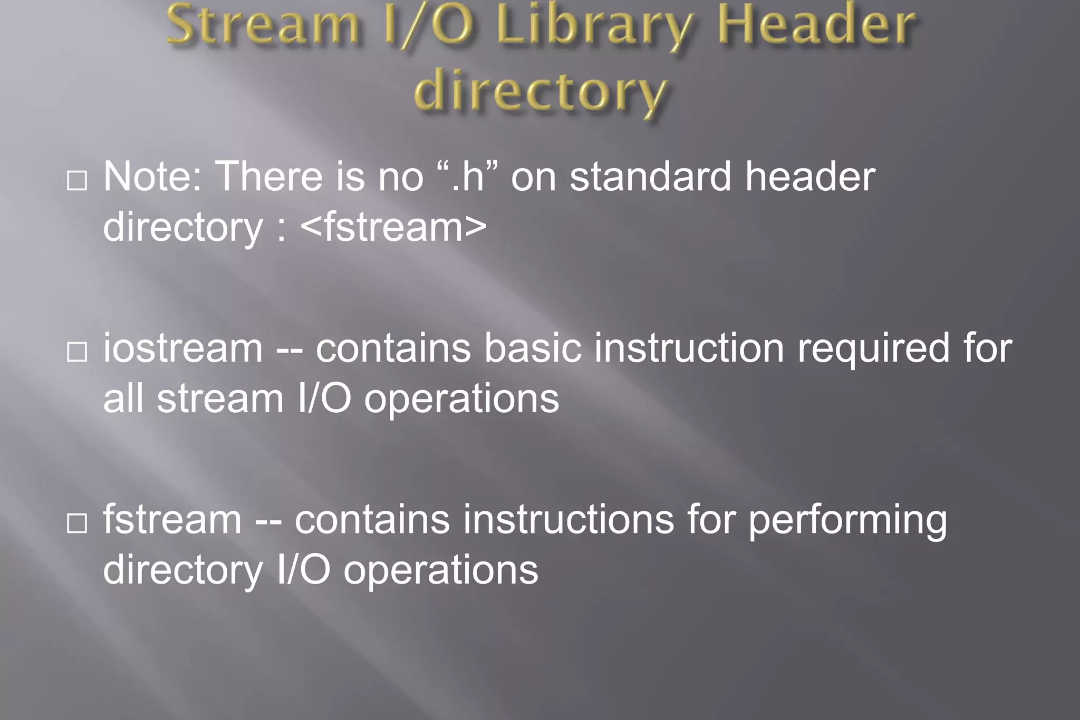 Stream I/O Library Header
directory
□ Note: There is no “.h” on standard header
directory : <fstream>
□ iostream -- contains basic instruction required for
all stream I/O operations
□ fstream -- contains instructions for performing
directory I/O operations